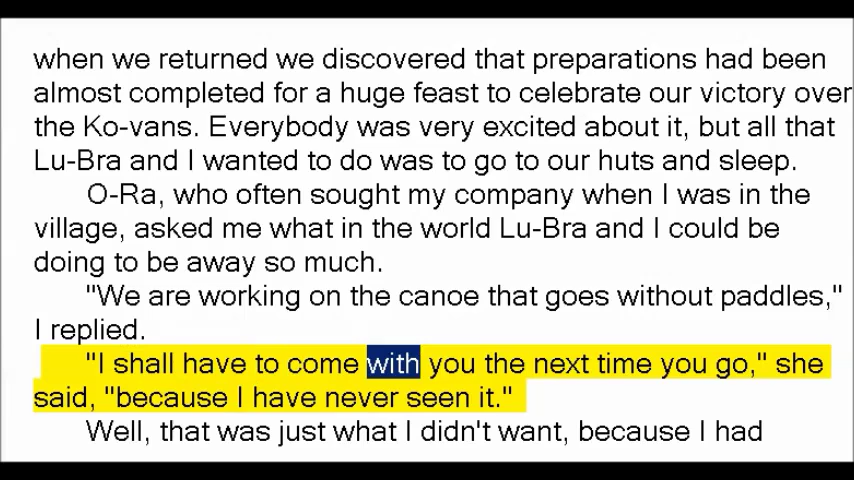 when we returned we discovered that preparations had been
almost completed for a huge feast to celebrate our victory over
the Ko-vans. Everybody was very excited about it, but all that
Lu-Bra and I wanted to do was to go to our huts and sleep.
O-Ra, who often sought my company when I was in the
village, asked me what in the world Lu-Bra and I could be
doing to be away so much.
"We are working on the canoe that goes without paddles,"
I replied.
"I shall have to come with you the next time you go," she
said, "because I have never seen it."
Well, that was just what I didn't want, because I had